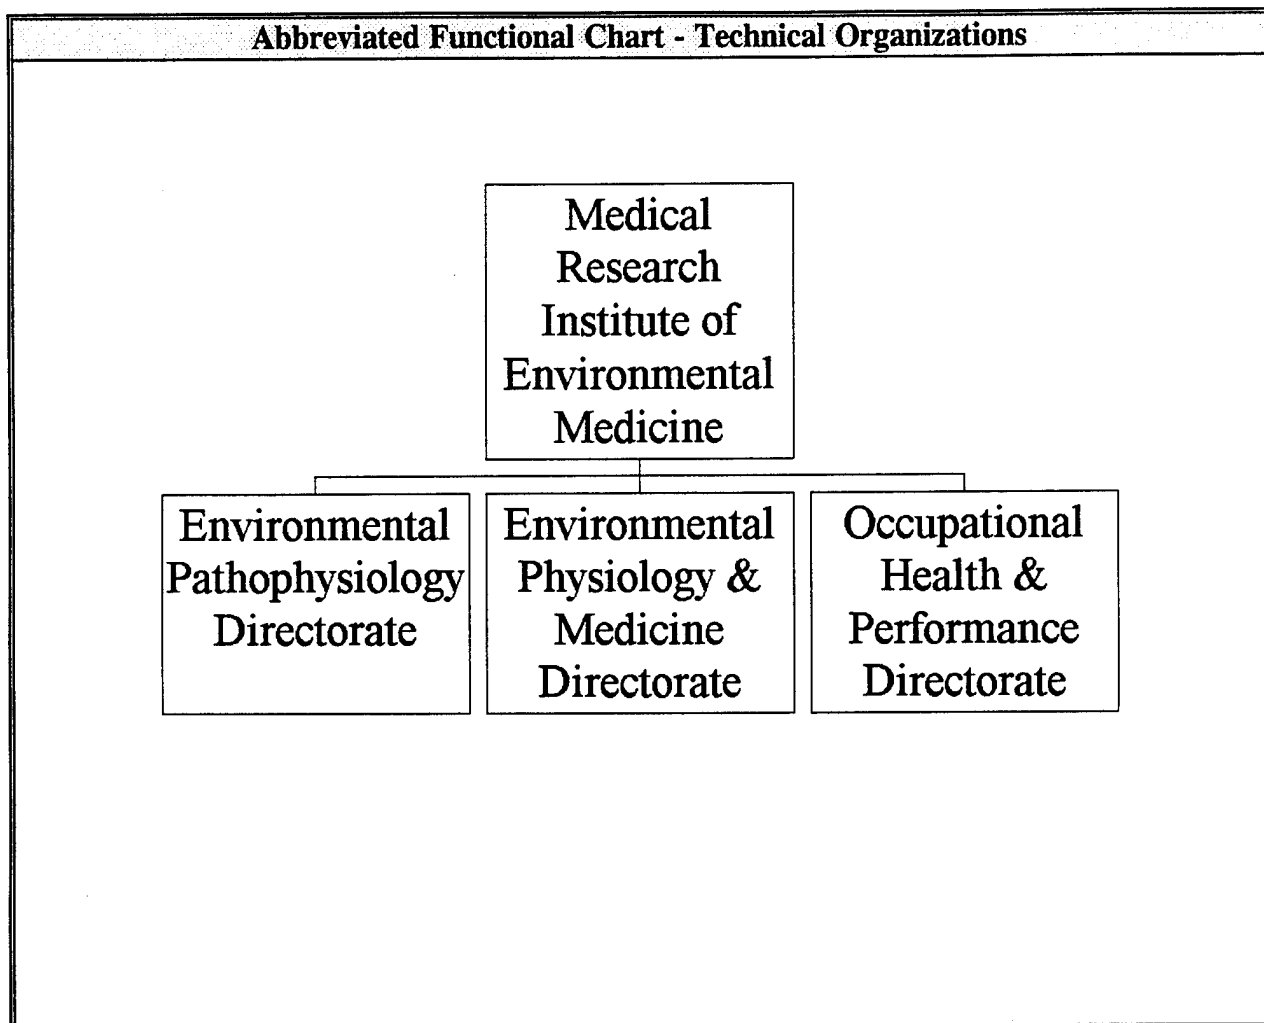 Abbreviated Functional Chart - Technical Organizations
Medical
Research
Institute of
Environmental
Medicine
Environmental
Pathophysiology
Directorate
Environmental
Physiology &
Medicine
Directorate
Occupational
Health &
Performance
Directorate